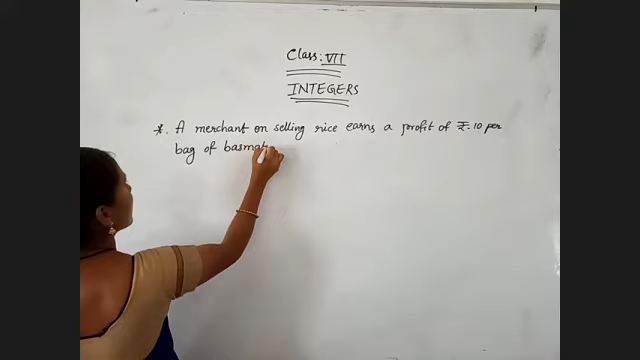 Class: VII
INTEGERS
*. A merchant on selling rice earns a profit of ₹.10 per
bag of basmat